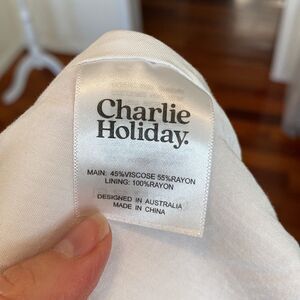 Charlie
Holiday.
MAIN: 45%VISCOSE 55%RAYON
LINING: 100%RAYON
DESIGNED IN AUSTRALIA
MADE IN CHINA